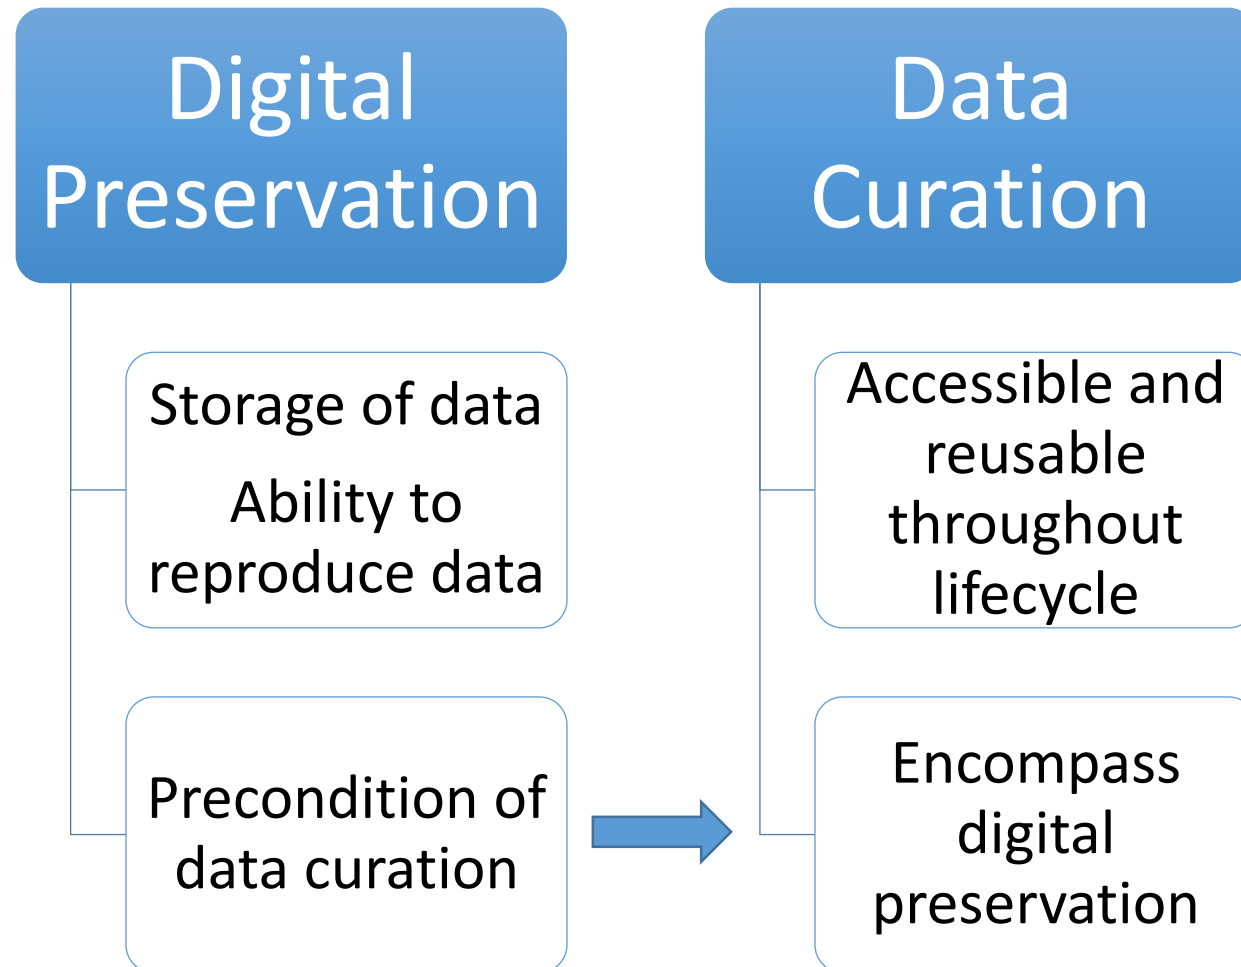 Digital
Preservation
Storage of data
Ability to
reproduce data
Precondition of
data curation
Data
Curation
Accessible and
reusable
throughout
lifecycle
Encompass
digital
preservation